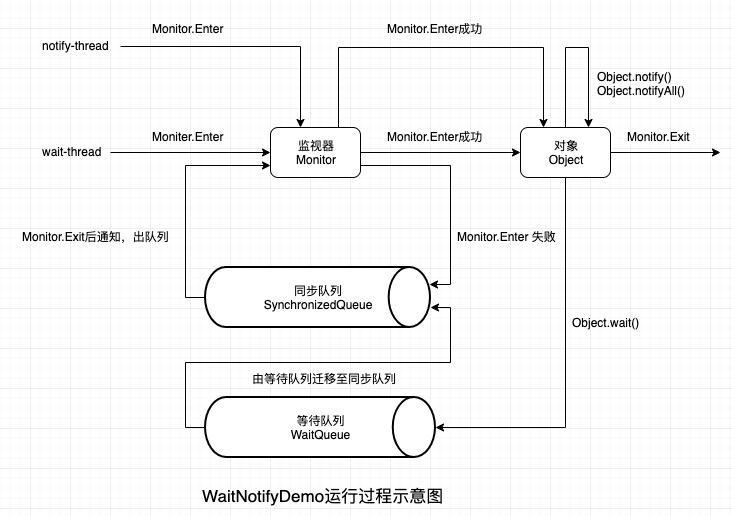 Monitor.Enter
Monitor.Enter成功
notify-thread
Object.notify()
Object.notifyAll()
Moniter.Enter
Monitor.Enter成功
Monitor.Exit
wait-thread
监视器
Monitor
对象
Object
Monitor.Exit后通知，出队列
Monitor.Enter 失败
同步队列
SynchronizedQueue
Object.wait()
由等待队列迁移至同步队列
等待队列
WaitQueue
WaitNotifyDemo运行过程示意图